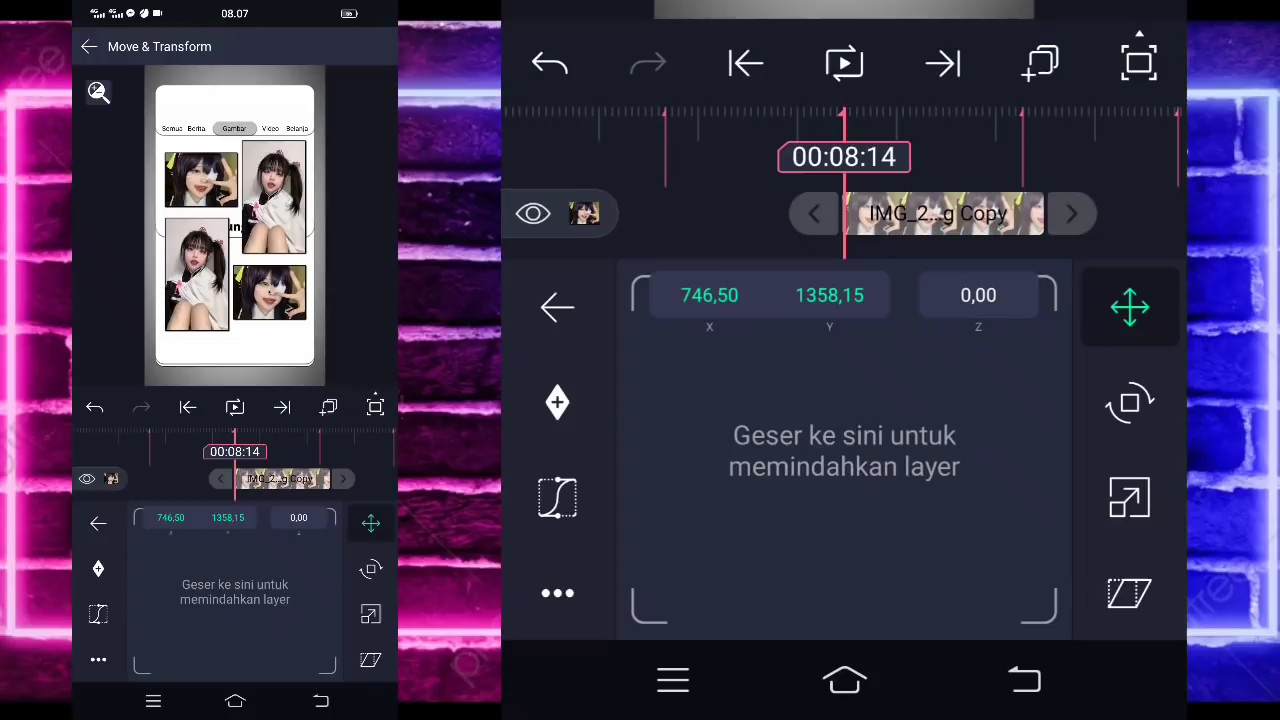 08.07
Move & Transform
Semua Berita Gambar Video Belanja
00:08:14
IMG_2...g Copy
746,50 1358,15 0,00
X Y Z
Geser ke sini untuk
memindahkan layer
00:08:14
IMG_2...g Copy
746,50 1358,15 0,00
Geser ke sini untuk
memindahkan layer